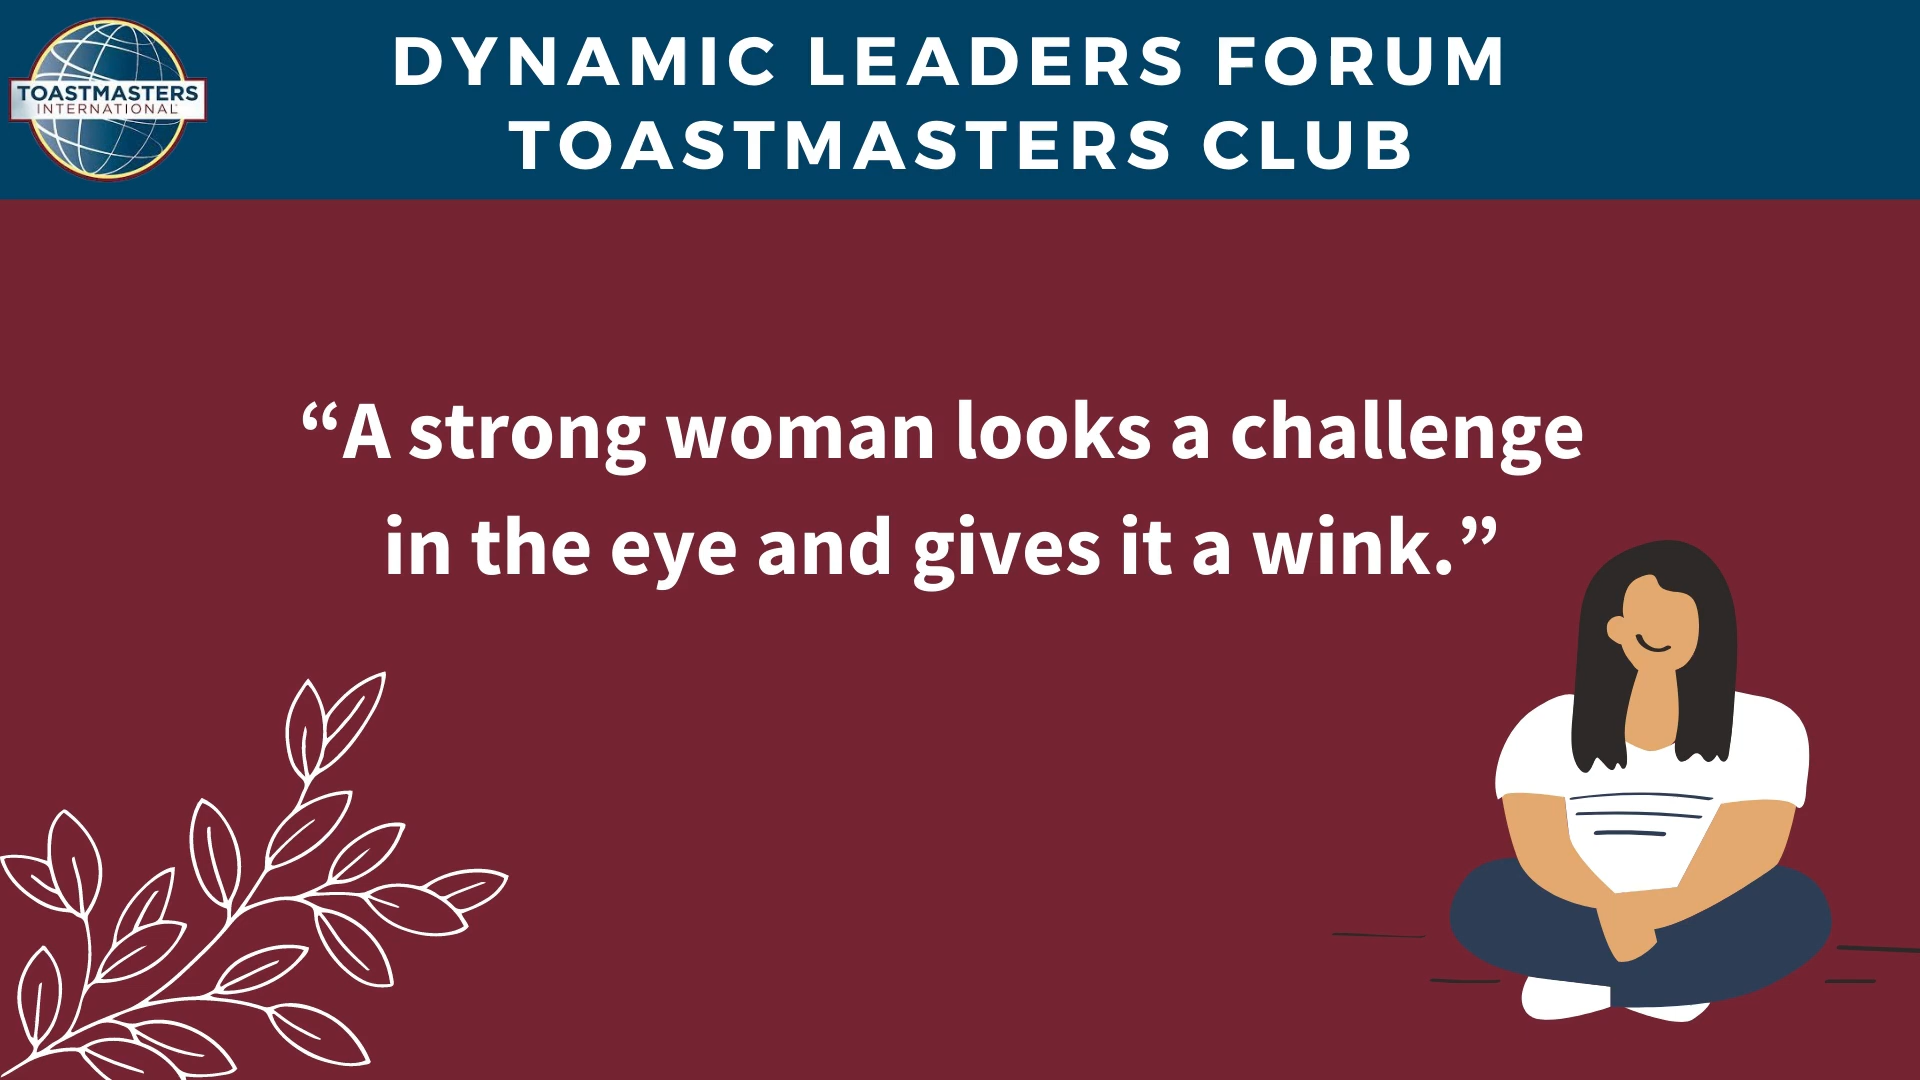 TOASTMASTERS
INTERNATIONAL
DYNAMIC LEADERS FORUM
TOASTMASTERS CLUB
“A strong woman looks a challenge
in the eye and gives it a wink.”